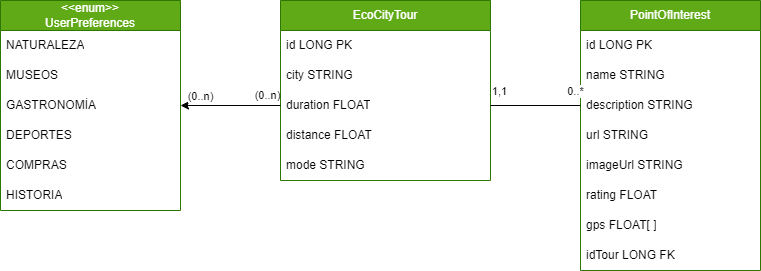 <<enum>>
UserPreferences
NATURALEZA
MUSEOS
GASTRONOMÍA
DEPORTES
COMPRAS
HISTORIA
(0..n)
(0..n)
EcoCityTour
id LONG PK
city STRING
duration FLOAT
distance FLOAT
mode STRING
1,1
0..*
PointOfInterest
id LONG PK
name STRING
description STRING
url STRING
imageUrl STRING
rating FLOAT
gps FLOAT[ ]
idTour LONG FK